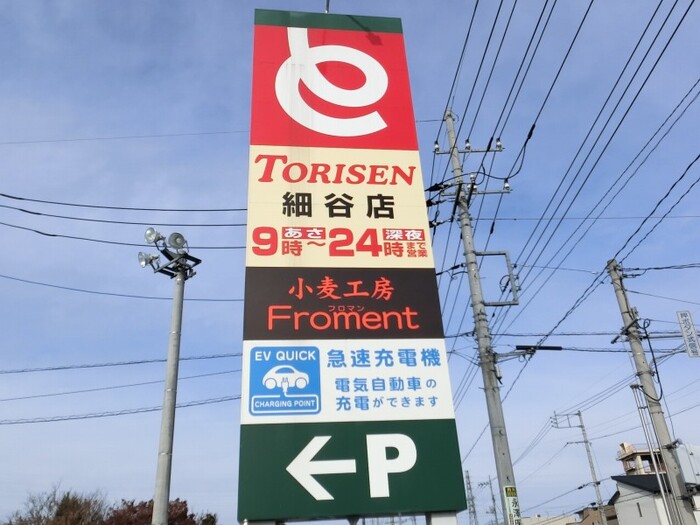 TORISEN
細谷店
あさ 深夜
9時～24時まで営業
小麦工房
フロマン
Froment
EV QUICK
CHARGING POINT
急速充電機
電気自動車の
充電ができます
←P